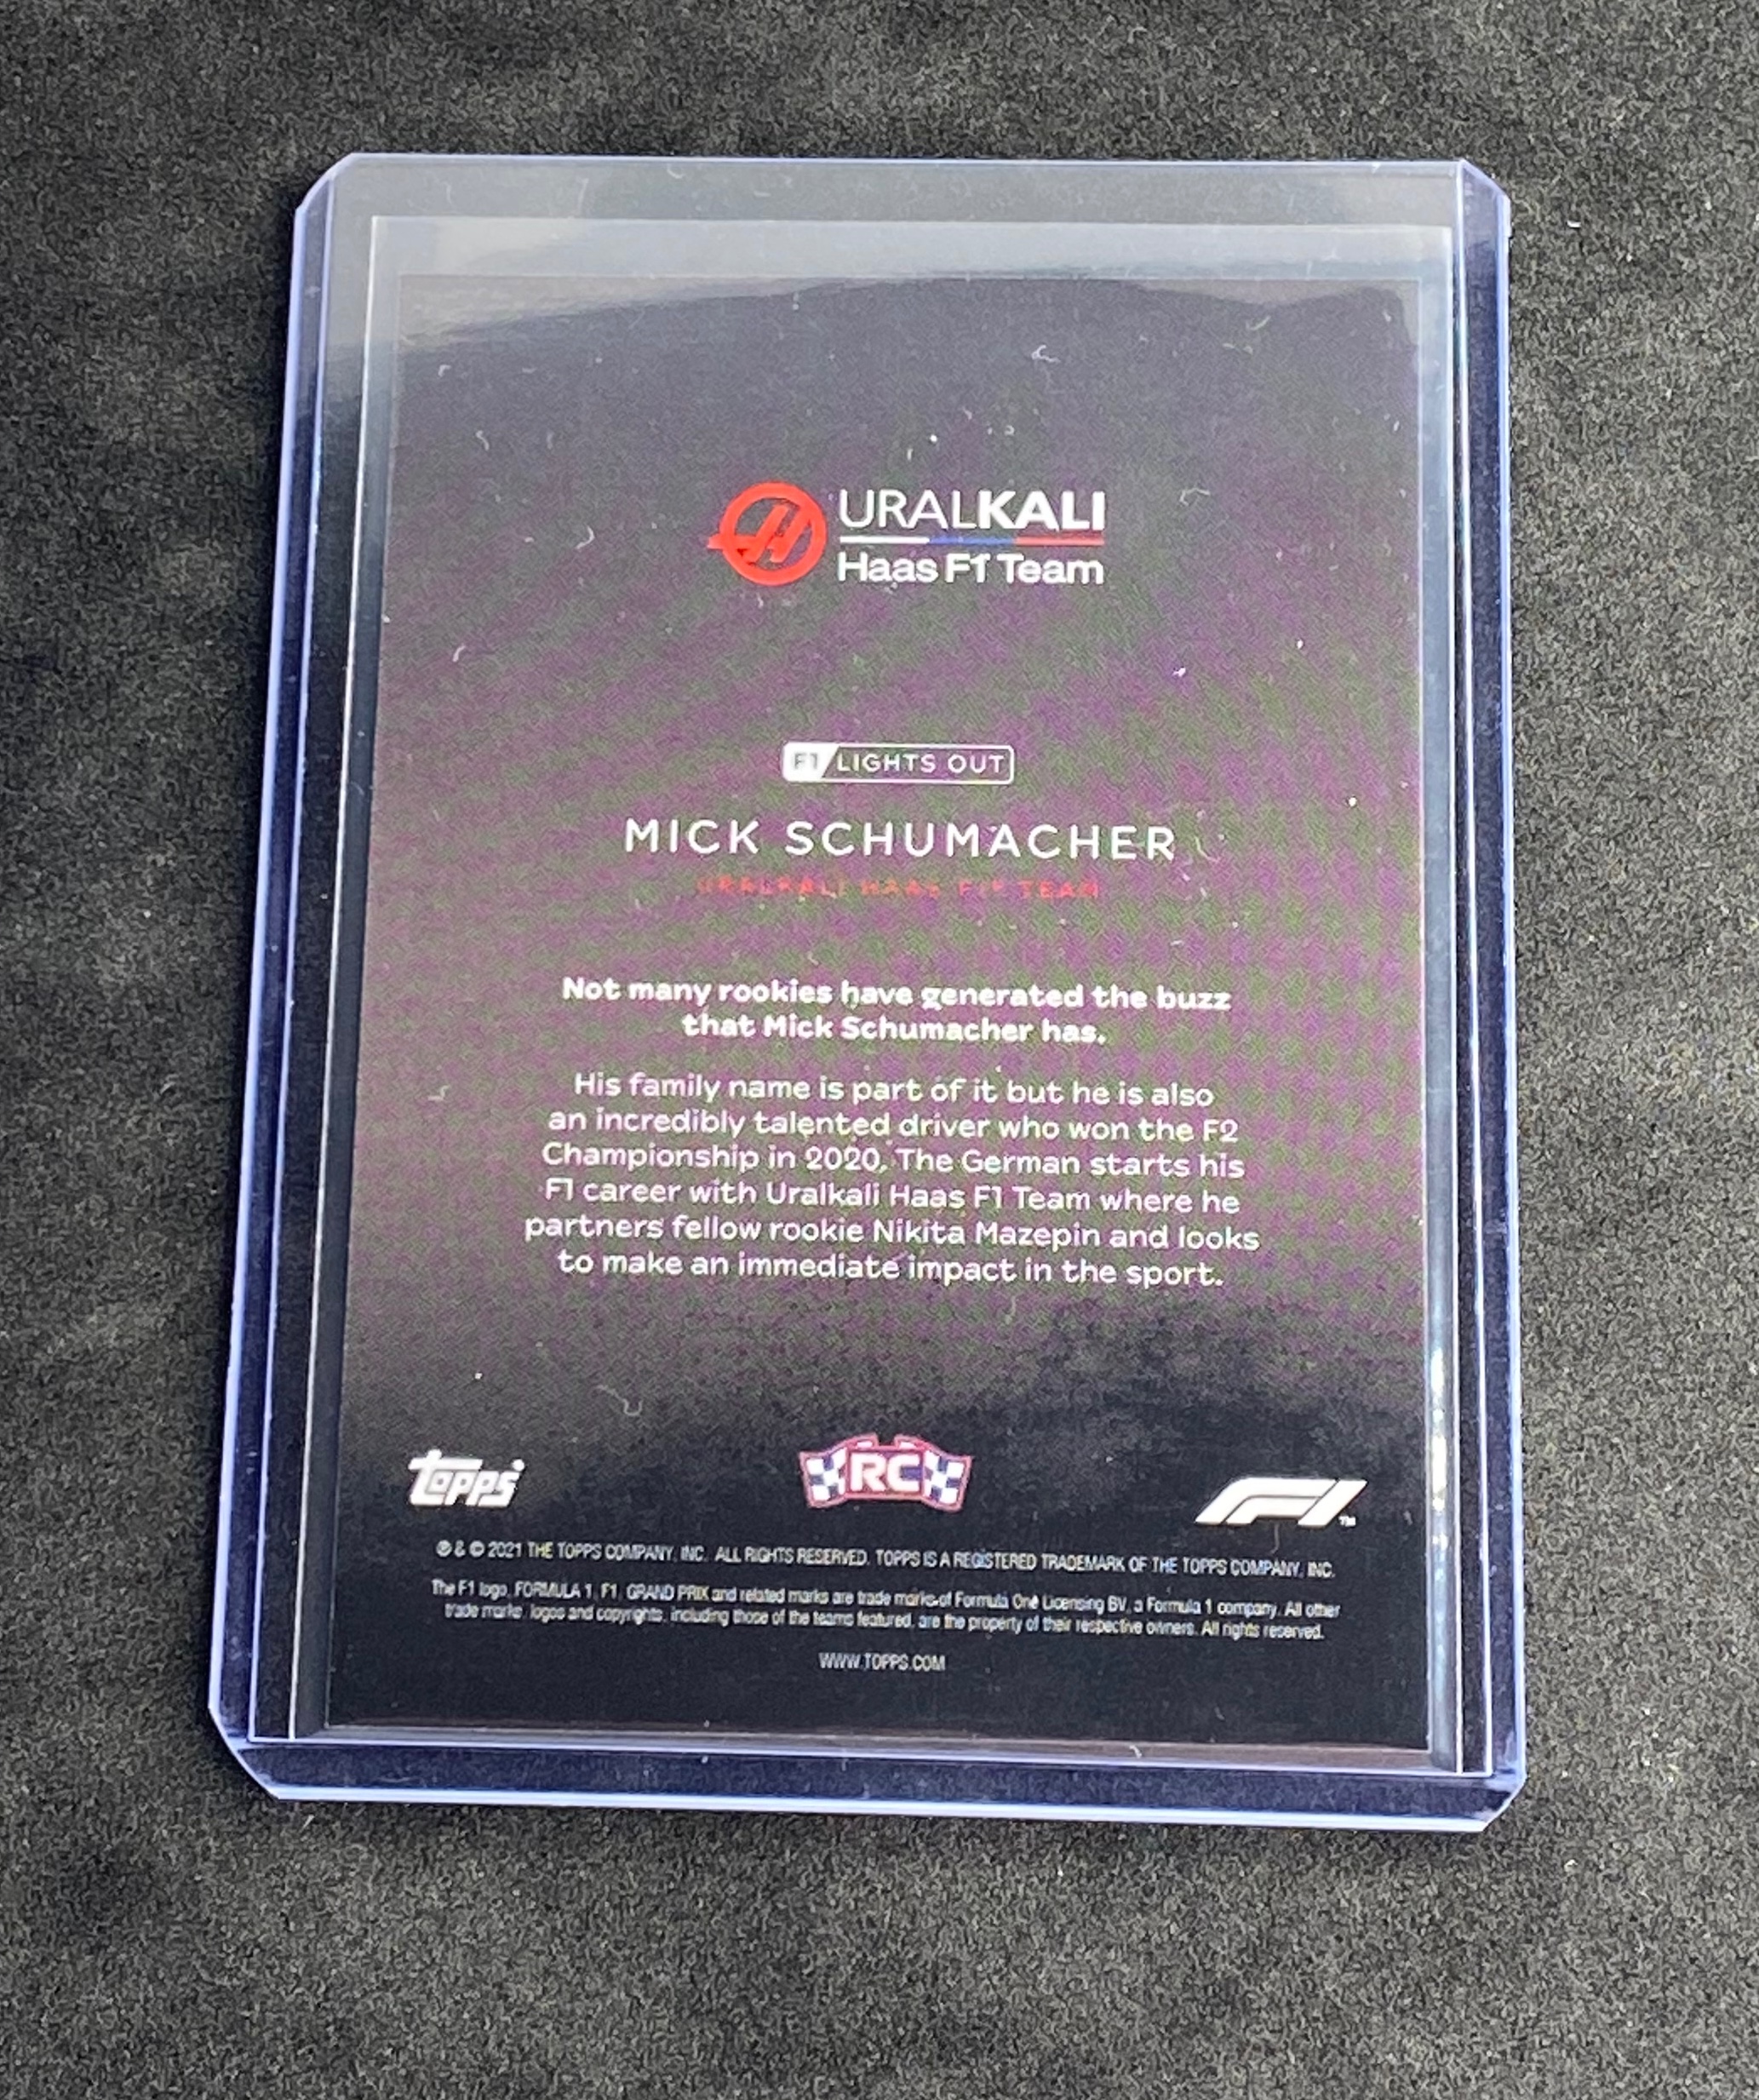 URALKALI
Haas F1 Team
F1 LIGHTS OUT
MICK SCHUMACHER
URALKALI HAAS F1® TEAM
Not many rookies have generated the buzz
that Mick Schumacher has.
His family name is part of it but he is also
an incredibly talented driver who won the F2
Championship in 2020. The German starts his
F1 career with Uralkali Haas F1 Team where he
partners fellow rookie Nikita Mazepin and looks
to make an immediate impact in the sport.
Topps
RC
F1™
® & © 2021 THE TOPPS COMPANY, INC. ALL RIGHTS RESERVED. TOPPS IS A REGISTERED TRADEMARK OF THE TOPPS COMPANY, INC.
The F1 logo, FORMULA 1, F1, GRAND PRIX and related marks are trade marks of Formula One Licensing BV, a Formula 1 company. All other
trade marks, logos and copyrights, including those of the teams featured, are the property of their respective owners. All rights reserved.
WWW.TOPPS.COM